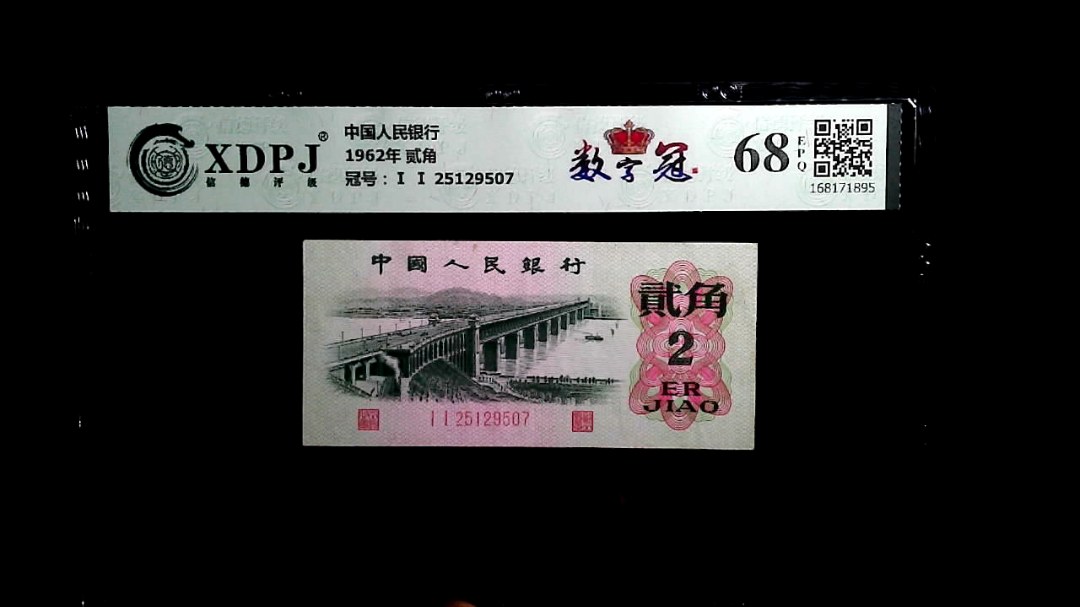 XDPJ®
信德评级
中国人民银行
1962年 贰角
冠号：Ⅰ Ⅰ 25129507
数字冠
68
EPQ
168171895
中國人民銀行
貳角
2
ER
JIAO
ⅠⅠ 25129507